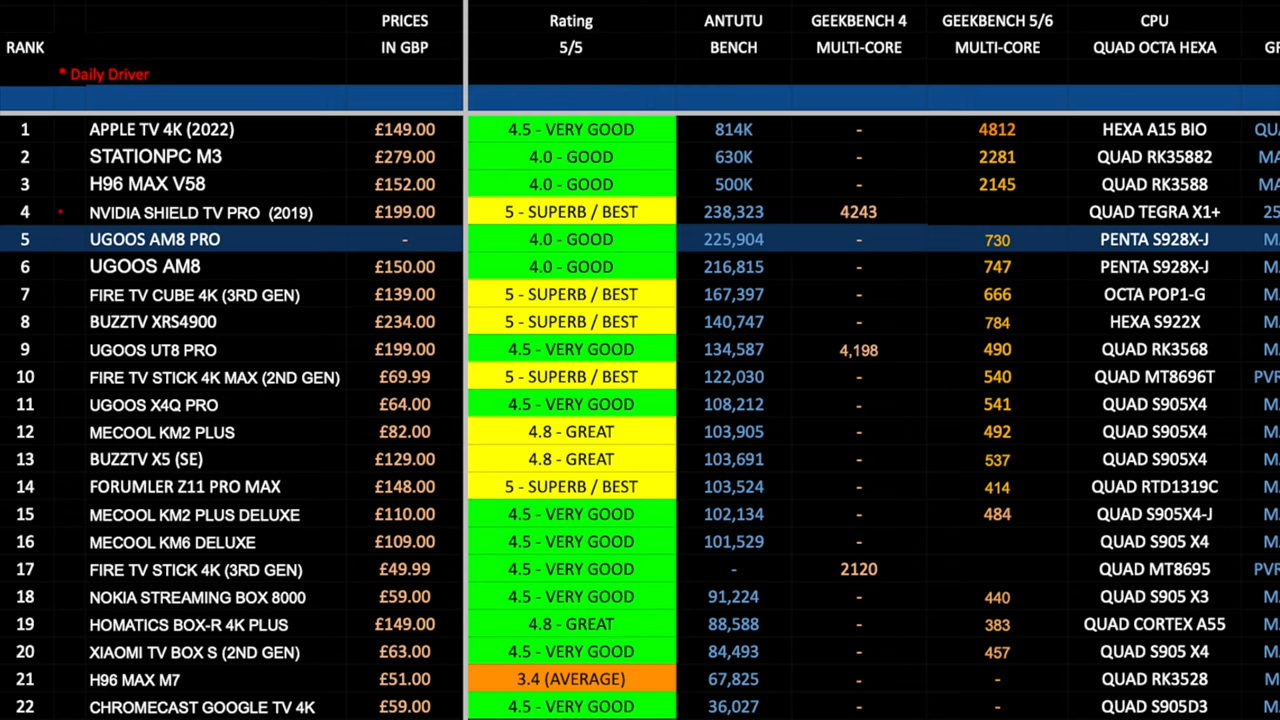 PRICES Rating ANTUTU GEEKBENCH 4 GEEKBENCH 5/6 CPU
RANK IN GBP 5/5 BENCH MULTI-CORE MULTI-CORE QUAD OCTA HEXA
* Daily Driver
1 APPLE TV 4K (2022) £149.00 4.5 - VERY GOOD 814K - 4812 HEXA A15 BIO
2 STATIONPC M3 £279.00 4.0 - GOOD 630K - 2281 QUAD RK35882
3 H96 MAX V58 £152.00 4.0 - GOOD 500K - 2145 QUAD RK3588
4 * NVIDIA SHIELD TV PRO (2019) £199.00 5 - SUPERB / BEST 238,323 4243 QUAD TEGRA X1+ 25
5 UGOOS AM8 PRO - 4.0 - GOOD 225,904 - 730 PENTA S928X-J
6 UGOOS AM8 £150.00 4.0 - GOOD 216,815 - 747 PENTA S928X-J
7 FIRE TV CUBE 4K (3RD GEN) £139.00 5 - SUPERB / BEST 167,397 - 666 OCTA POP1-G
8 BUZZTV XRS4900 £234.00 5 - SUPERB / BEST 140,747 - 784 HEXA S922X
9 UGOOS UT8 PRO £199.00 4.5 - VERY GOOD 134,587 4,198 490 QUAD RK3568
10 FIRE TV STICK 4K MAX (2ND GEN) £69.99 5 - SUPERB / BEST 122,030 - 540 QUAD MT8696T PVR
11 UGOOS X4Q PRO £64.00 4.5 - VERY GOOD 108,212 - 541 QUAD S905X4
12 MECOOL KM2 PLUS £82.00 4.8 - GREAT 103,905 - 492 QUAD S905X4
13 BUZZTV X5 (SE) £129.00 4.8 - GREAT 103,691 - 537 QUAD S905X4
14 FORUMLER Z11 PRO MAX £148.00 5 - SUPERB / BEST 103,524 - 414 QUAD RTD1319C
15 MECOOL KM2 PLUS DELUXE £110.00 4.5 - VERY GOOD 102,134 - 484 QUAD S905X4-J
16 MECOOL KM6 DELUXE £109.00 4.5 - VERY GOOD 101,529 - QUAD S905 X4
17 FIRE TV STICK 4K (3RD GEN) £49.99 4.5 - VERY GOOD - 2120 QUAD MT8695 PVR
18 NOKIA STREAMING BOX 8000 £59.00 4.5 - VERY GOOD 91,224 - 440 QUAD S905 X3
19 HOMATICS BOX-R 4K PLUS £149.00 4.8 - GREAT 88,588 - 383 QUAD CORTEX A55
20 XIAOMI TV BOX S (2ND GEN) £63.00 4.5 - VERY GOOD 84,493 - 457 QUAD S905 X4
21 H96 MAX M7 £51.00 3.4 (AVERAGE) 67,825 - - QUAD RK3528
22 CHROMECAST GOOGLE TV 4K £59.00 4.5 - VERY GOOD 36,027 - - QUAD S905D3